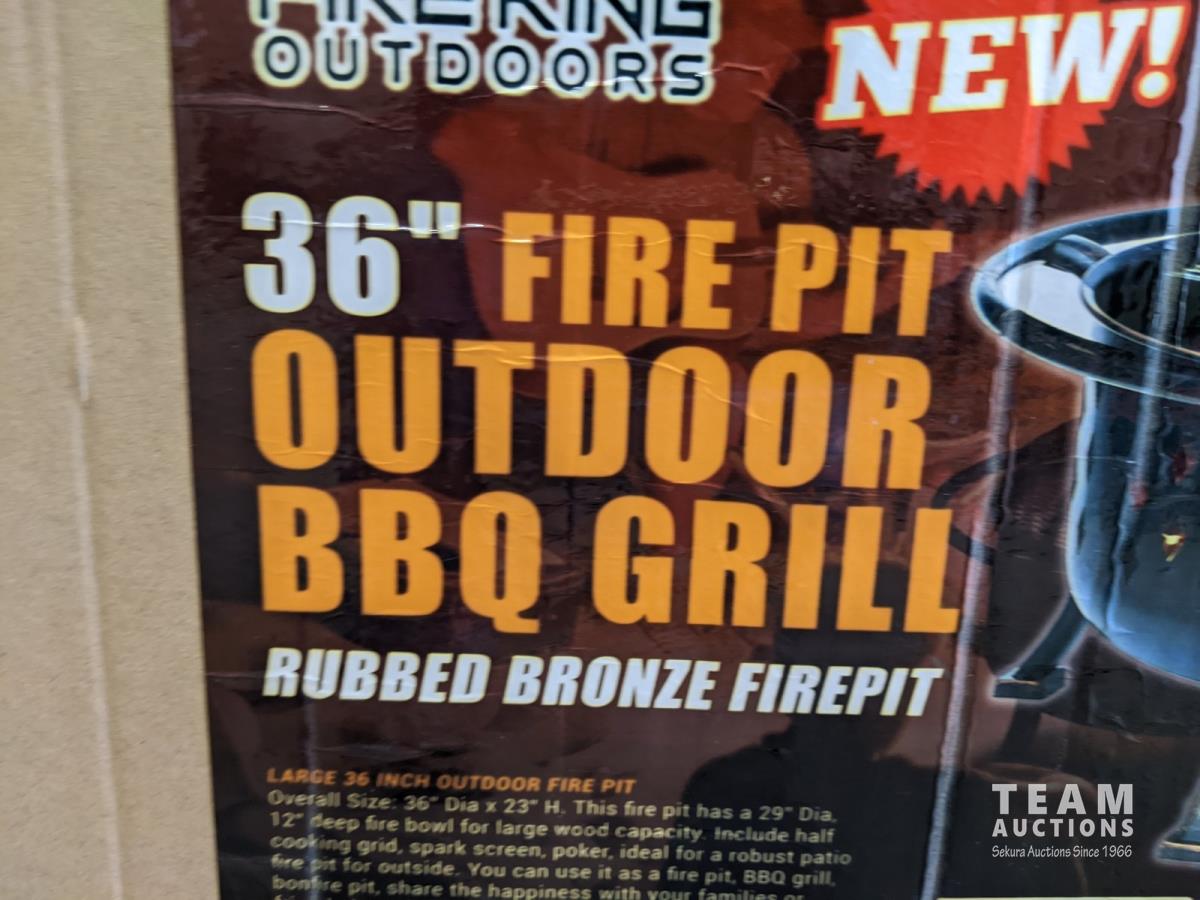 FIRE KING
OUTDOORS
NEW!
36" FIRE PIT
OUTDOOR
BBQ GRILL
RUBBED BRONZE FIREPIT
LARGE 36 INCH OUTDOOR FIRE PIT
Overall Size: 36" Dia x 23" H. This fire pit has a 29" Dia,
12" deep fire bowl for large wood capacity. Include half
cooking grid, spark screen, poker, ideal for a robust patio
fire pit for outside. You can use it as a fire pit, BBQ grill,
bonfire pit, share the happiness with your families or
TEAM
AUCTIONS
Sekura Auctions Since 1966